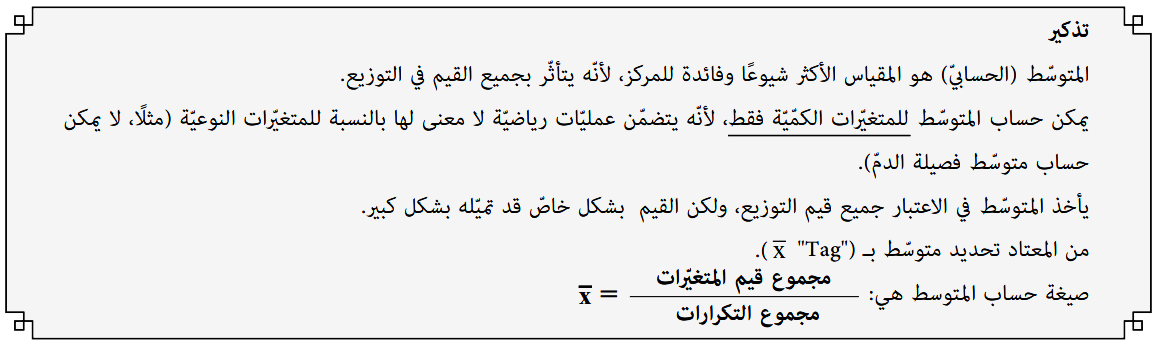 تذكير
المتوسّط (الحسابيّ) هو المقياس الأكثر شيوعًا وفائدة للمركز، لأنّه يتأثّر بجميع القيم في التوزيع.
يمكن حساب المتوسّط للمتغيّرات الكمّيّة فقط، لأنّه يتضمّن عمليّات رياضيّة لا معنى لها بالنسبة للمتغيّرات النوعيّة (مثلًا، لا يمكن
حساب متوسّط فصيلة الدمّ).
يأخذ المتوسّط في الاعتبار جميع قيم التوزيع، ولكن القيم بشكل خاصّ قد تميّله بشكل كبير.
من المعتاد تحديد متوسّط بـ ("Tag" x̅).
صيغة حساب المتوسط هي: مجموع قيم المتغيّرات = x̅
مجموع التكرارات